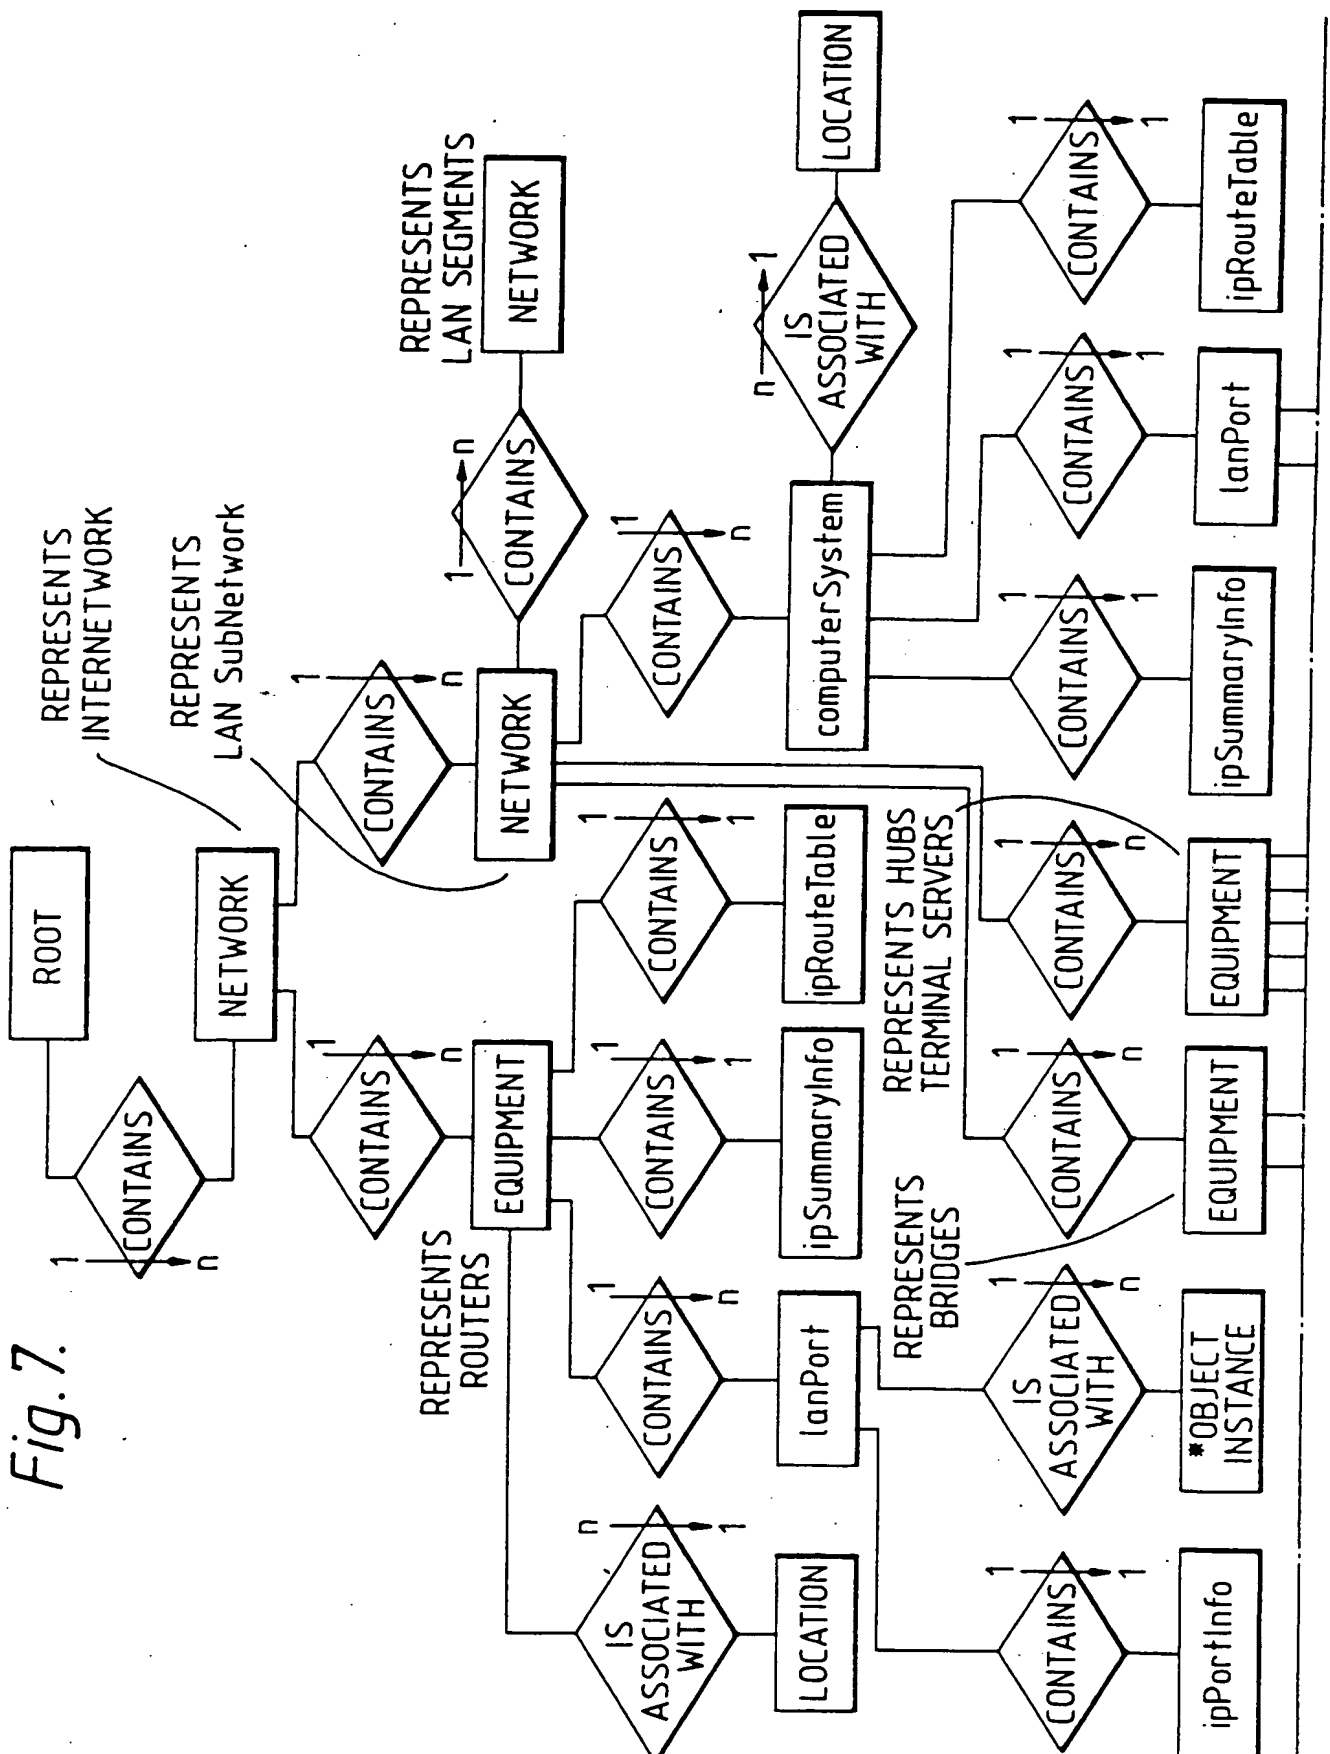 Fig. 7.
ROOT
1
CONTAINS
n
NETWORK
REPRESENTS
INTERNETWORK
REPRESENTS
LAN SubNetwork
1
CONTAINS
n
1
CONTAINS
n
REPRESENTS
ROUTERS
EQUIPMENT
NETWORK
1
CONTAINS
n
REPRESENTS
LAN SEGMENTS
NETWORK
n
IS
ASSOCIATED
WITH
1
1
CONTAINS
n
1
CONTAINS
1
1
CONTAINS
1
1
CONTAINS
n
LOCATION
lanPort
ipSummaryInfo
ipRouteTable
computerSystem
n
IS
ASSOCIATED
WITH
1
LOCATION
REPRESENTS
BRIDGES
REPRESENTS HUBS
TERMINAL SERVERS
1
CONTAINS
1
1
IS
ASSOCIATED
WITH
n
1
CONTAINS
n
1
CONTAINS
n
1
CONTAINS
1
1
CONTAINS
1
1
CONTAINS
1
ipPortInfo
*OBJECT
INSTANCE
EQUIPMENT
EQUIPMENT
ipSummaryInfo
lanPort
ipRouteTable